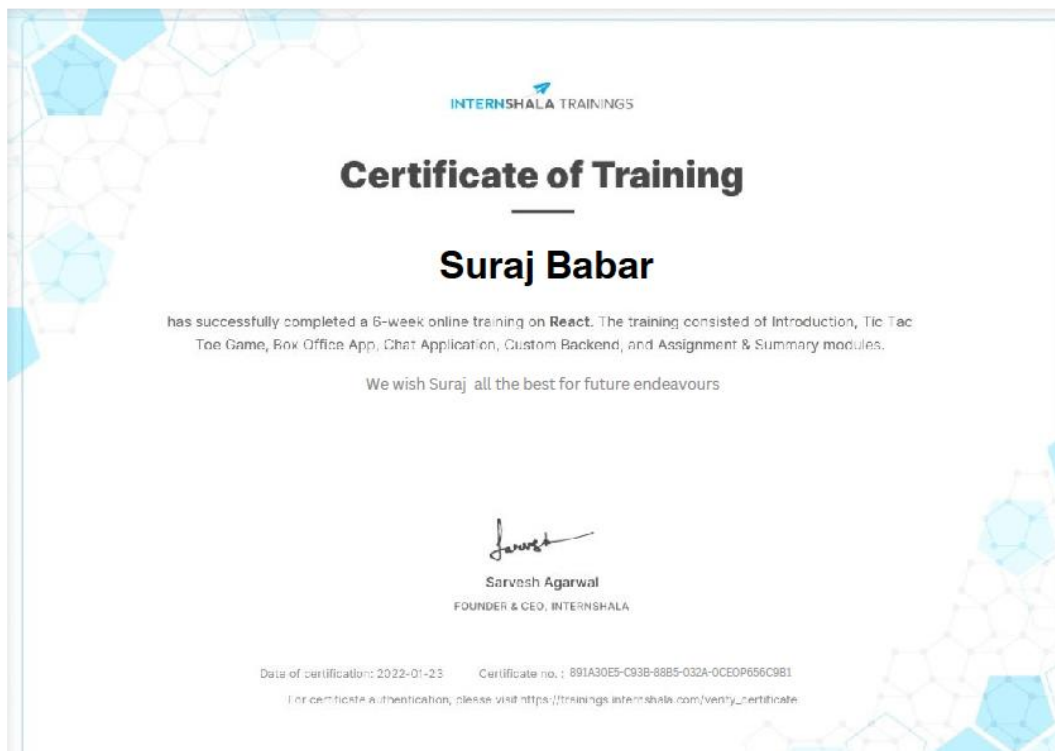 INTERNSHALA TRAININGS
Certificate of Training
Suraj Babar
has successfully completed a 6-week online training on React. The training consisted of Introduction, Tic Tac
Toe Game, Box Office App, Chat Application, Custom Backend, and Assignment & Summary modules.
We wish Suraj all the best for future endeavours
Sarvesh
Sarvesh Agarwal
FOUNDER & CEO, INTERNSHALA
Date of certification: 2022-01-23 Certificate no. : 891A30E5-C93B-88B5-032A-0CE0P656C9B1
For certificate authentication, please visit https://trainings.internshala.com/verify_certificate